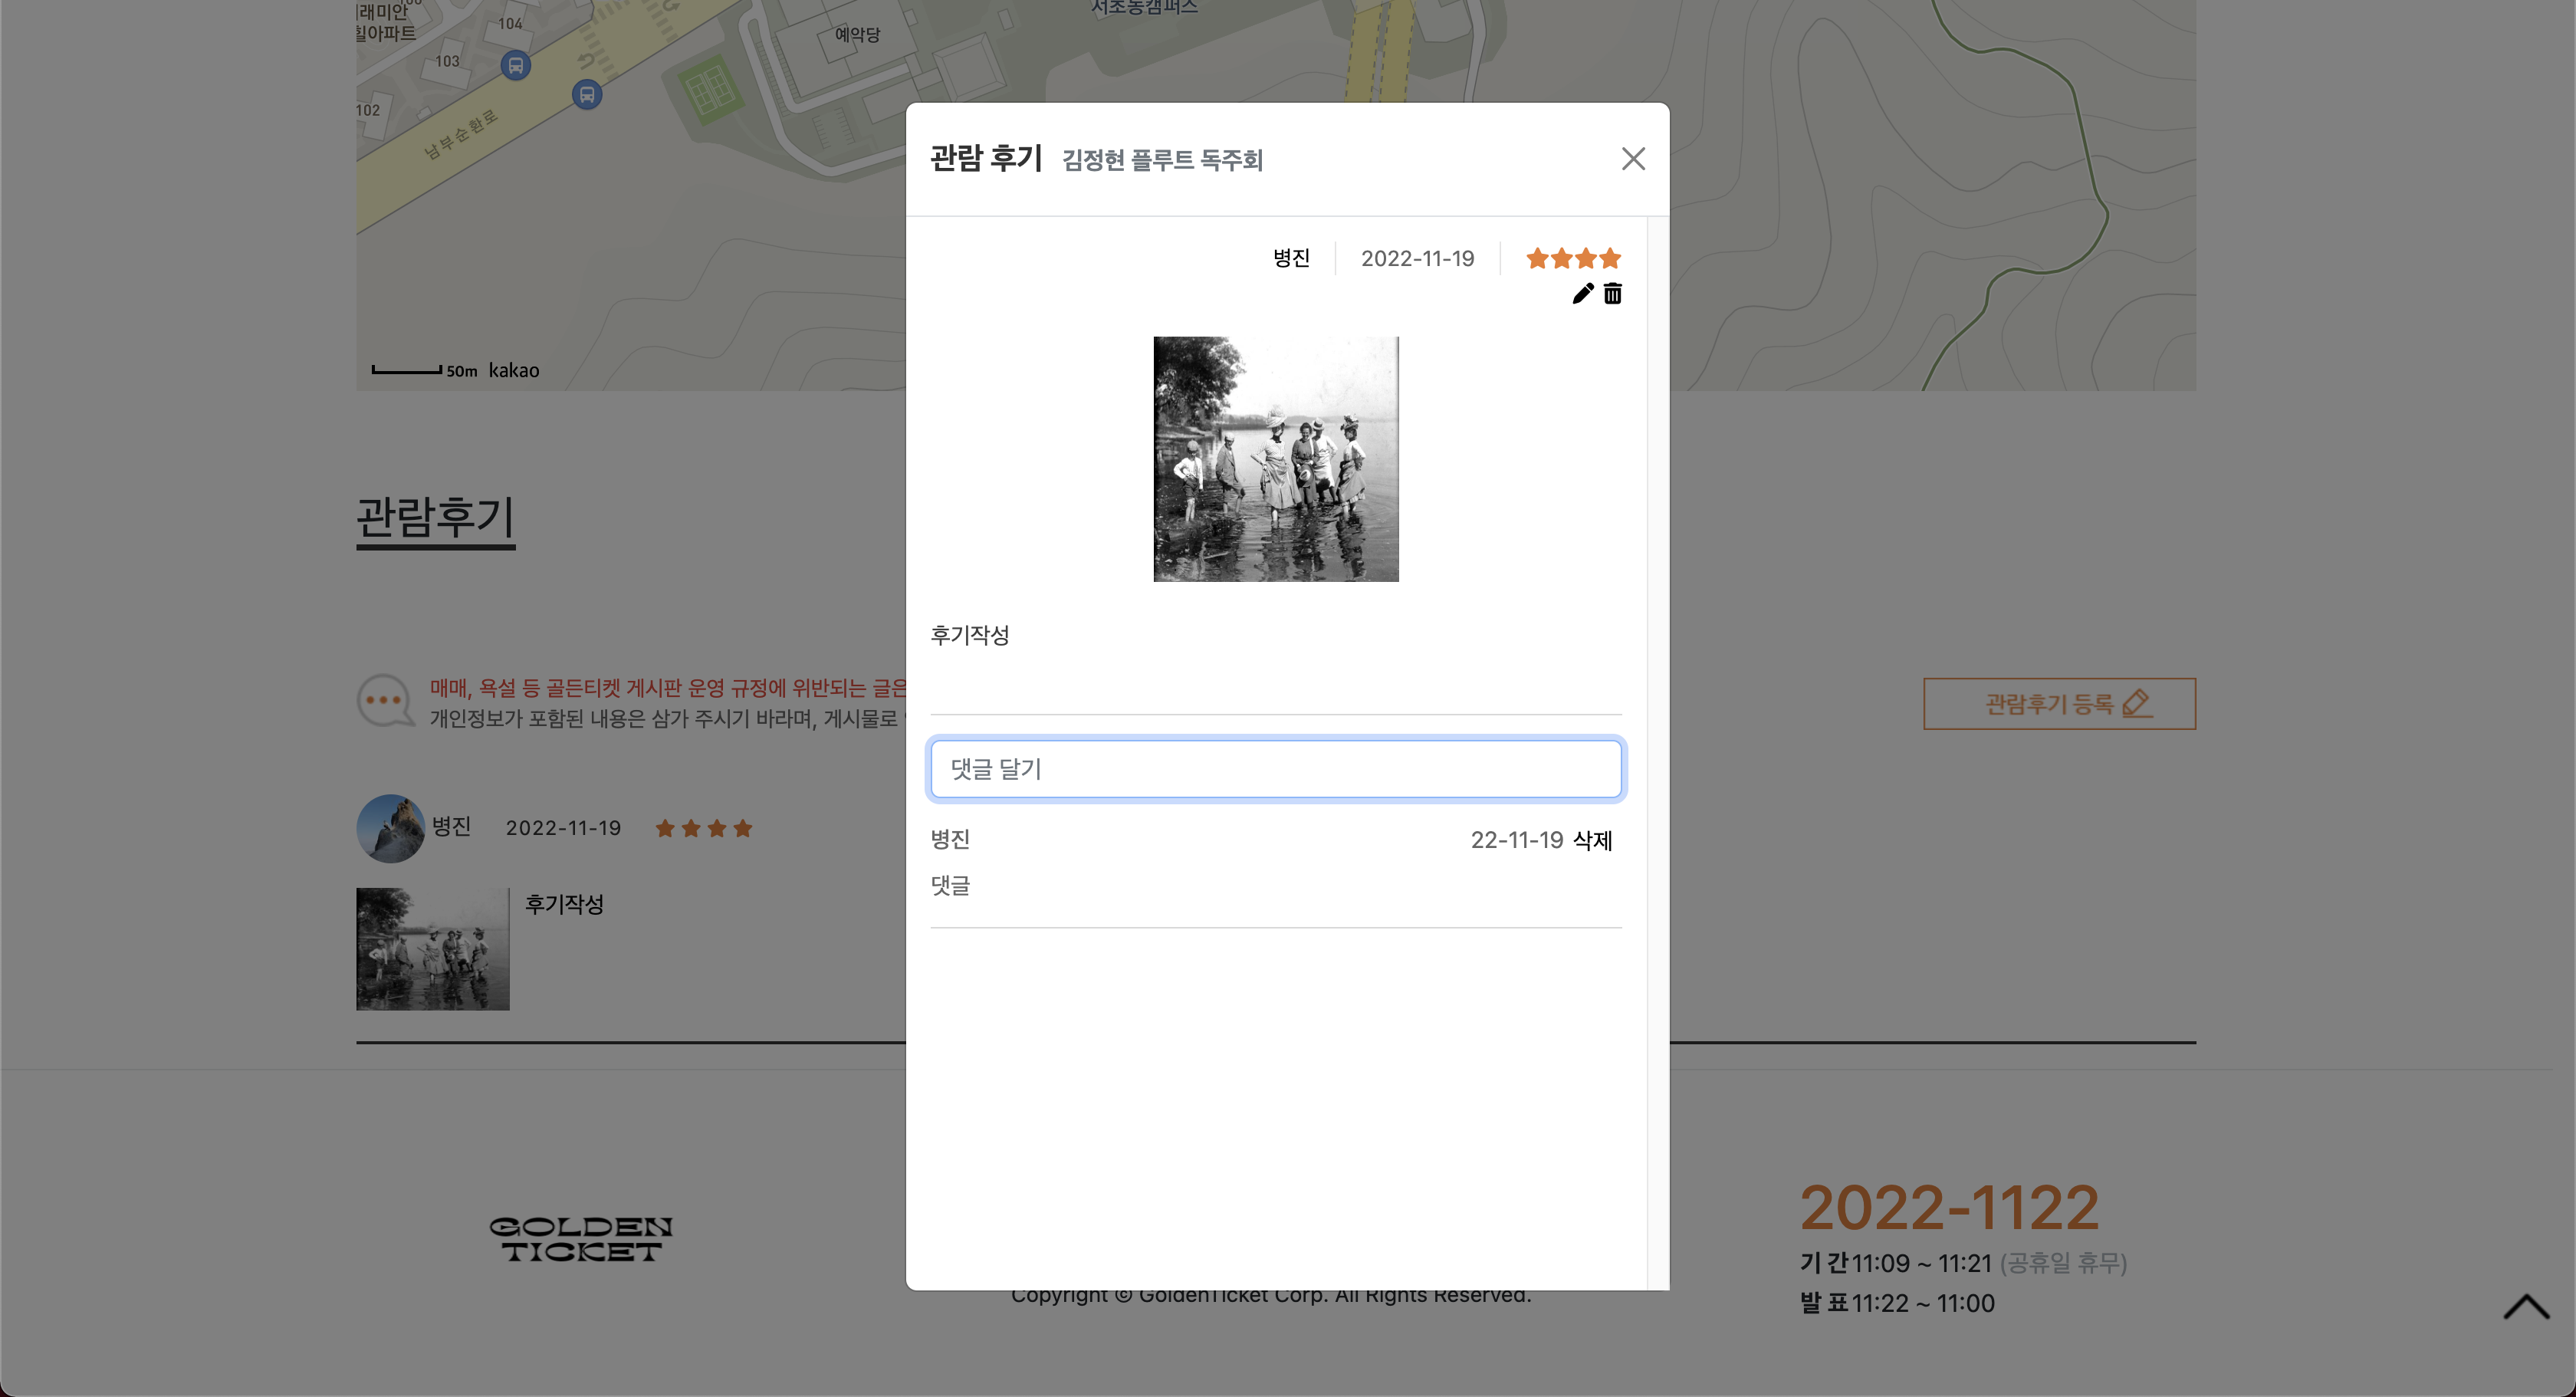 래미안
힐아파트
104
103
102
남부순환로
예악당
서초동캠퍼스
50m kakao
관람 후기 김정현 플루트 독주회
병진 2022-11-19
후기작성
댓글 달기
병진 22-11-19 삭제
댓글
관람후기
매매, 욕설 등 골든티켓 게시판 운영 규정에 위반되는 글은
개인정보가 포함된 내용은 삼가 주시기 바라며, 게시물로
관람후기 등록
병진 2022-11-19
후기작성
GOLDEN
TICKET
Copyright © GoldenTicket Corp. All Rights Reserved.
2022-1122
기 간 11:09 ~ 11:21 (공휴일 휴무)
발 표 11:22 ~ 11:00